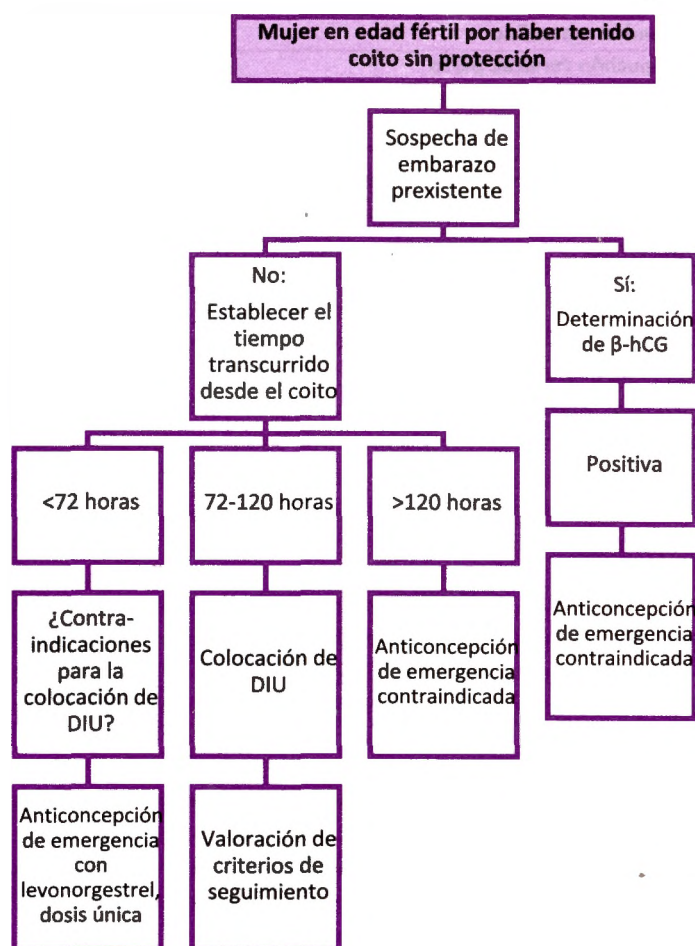 Mujer en edad fértil por haber tenido
coito sin protección
Sospecha de
embarazo
prexistente
No:
Establecer el
tiempo
transcurrido
desde el coito
Sí:
Determinación
de β-hCG
<72 horas
72-120 horas
>120 horas
Positiva
¿Contra-
indicaciones
para la
colocación de
DIU?
Colocación de
DIU
Anticoncepción
de emergencia
contraindicada
Anticoncepción
de emergencia
contraindicada
Anticoncepción
de emergencia
con
levonorgestrel,
dosis única
Valoración de
criterios de
seguimiento